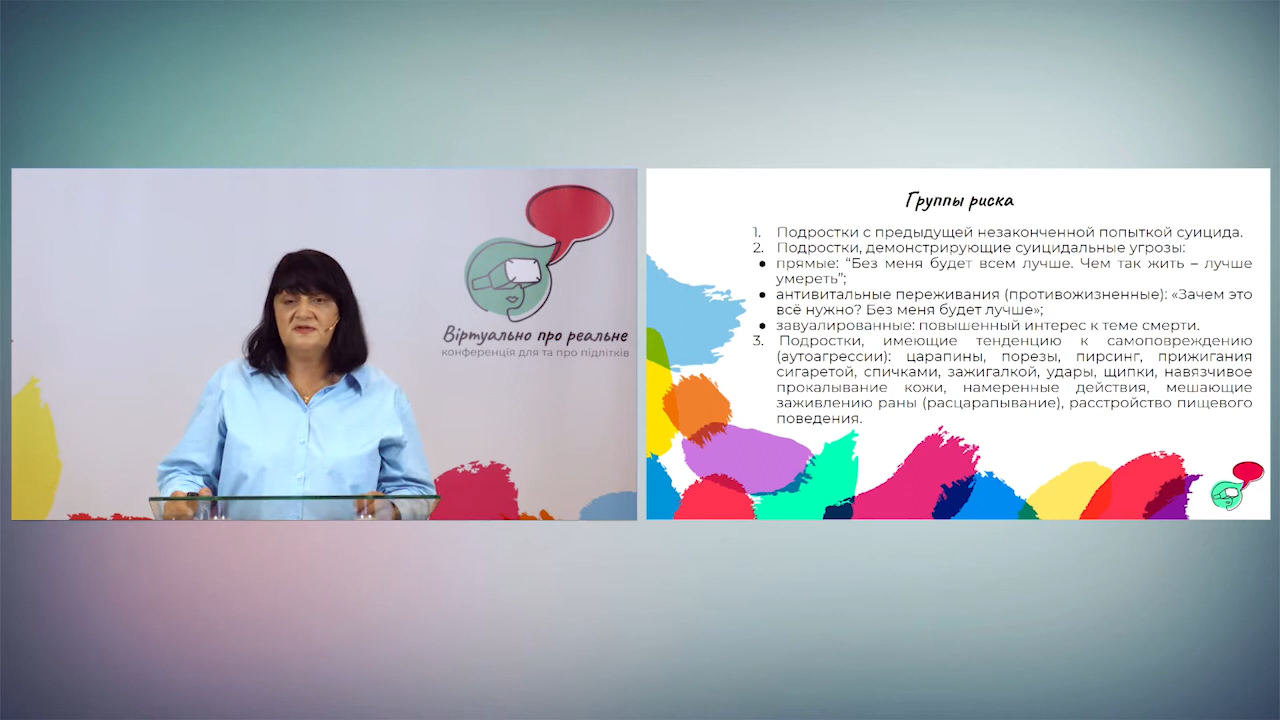 Віртуально про реальне
конференція для та про підлітків
Группы риска
1. Подростки с предыдущей незаконченной попыткой суицида.
2. Подростки, демонстрирующие суицидальные угрозы:
● прямые: “Без меня будет всем лучше. Чем так жить – лучше
умереть”;
● антивитальные переживания (противожизненные): «Зачем это
всё нужно? Без меня будет лучше»;
● завуалированные: повышенный интерес к теме смерти.
3. Подростки, имеющие тенденцию к самоповреждению
(аутоагрессии): царапины, порезы, пирсинг, прижигания
сигаретой, спичками, зажигалкой, удары, щипки, навязчивое
прокалывание кожи, намеренные действия, мешающие
заживлению раны (расцарапывание), расстройство пищевого
поведения.